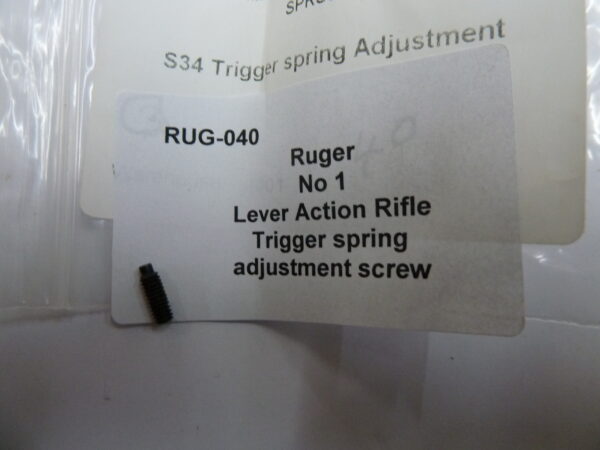 S34 Trigger spring Adjustment
RUG-040
Ruger
No 1
Lever Action Rifle
Trigger spring
adjustment screw